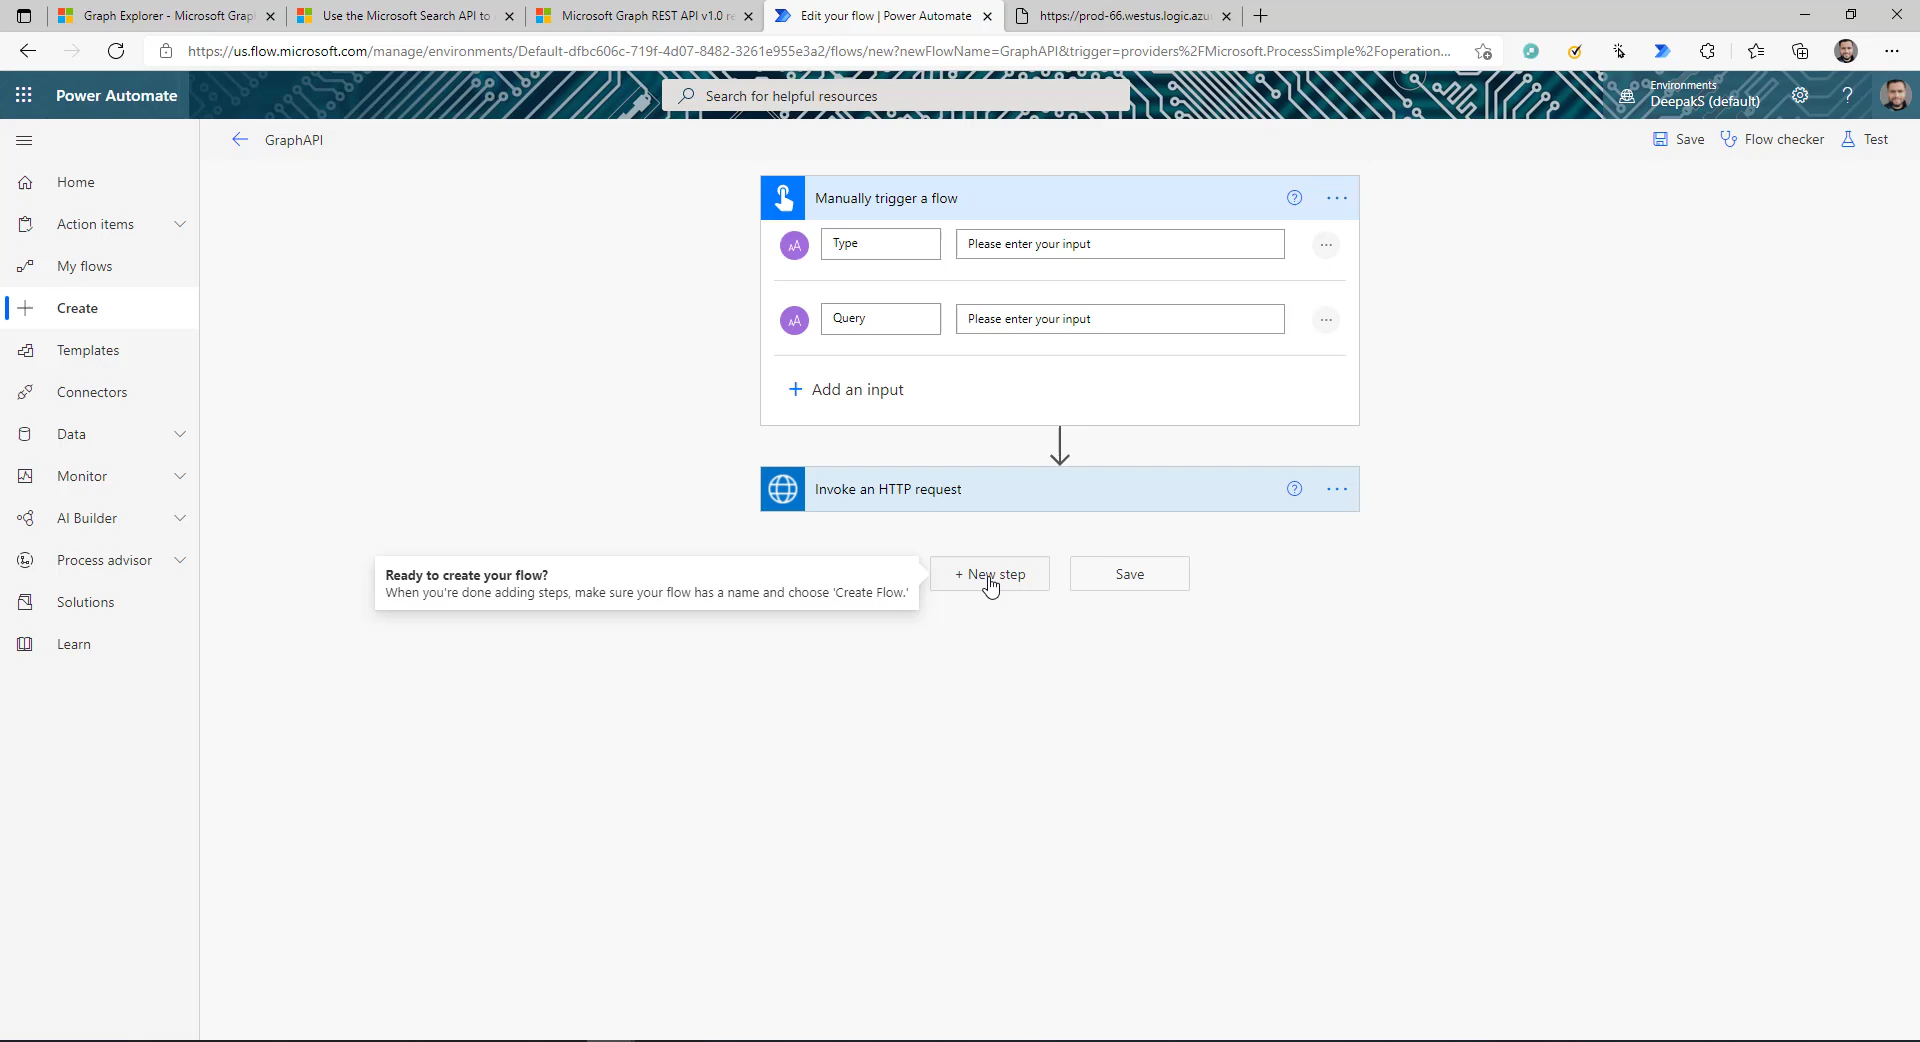 Graph Explorer - Microsoft Grap
Use the Microsoft Search API to
Microsoft Graph REST API v1.0 re
Edit your flow | Power Automate
https://prod-66.westus.logic.azu
https://us.flow.microsoft.com/manage/environments/Default-dfbc606c-719f-4d07-8482-3261e955e3a2/flows/new?newFlowName=GraphAPI&trigger=providers%2FMicrosoft.ProcessSimple%2Foperation...
Power Automate
Search for helpful resources
Environments
DeepakS (default)
GraphAPI
Save
Flow checker
Test
Home
Action items
My flows
Create
Templates
Connectors
Data
Monitor
AI Builder
Process advisor
Solutions
Learn
Manually trigger a flow
Type
Please enter your input
Query
Please enter your input
+ Add an input
Invoke an HTTP request
Ready to create your flow?
When you're done adding steps, make sure your flow has a name and choose 'Create Flow.'
+ New step
Save